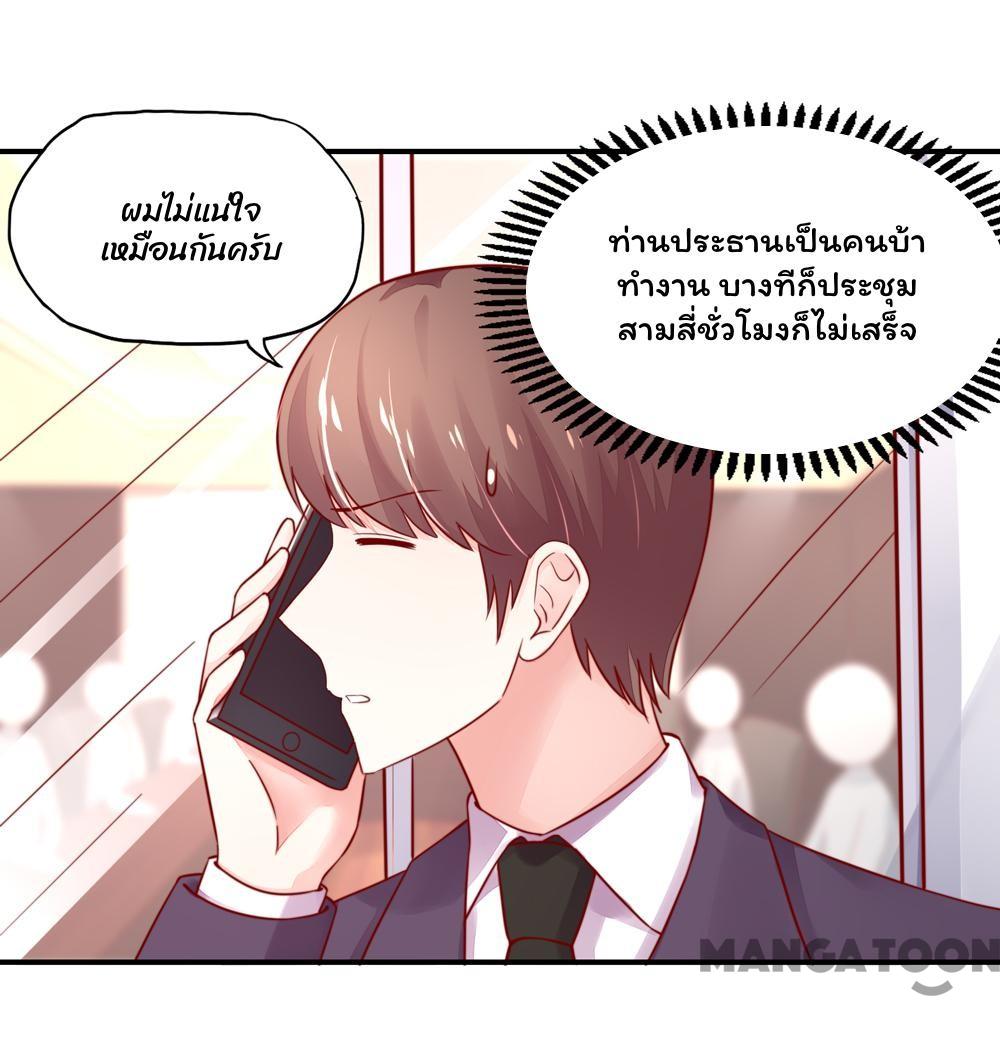 ผมไม่แน่ใจ
เหมือนกันครับ
ท่านประธานเป็นคนบ้า
ทำงาน บางทีก็ประชุม
สามสี่ชั่วโมงก็ไม่เสร็จ
MANGATOON